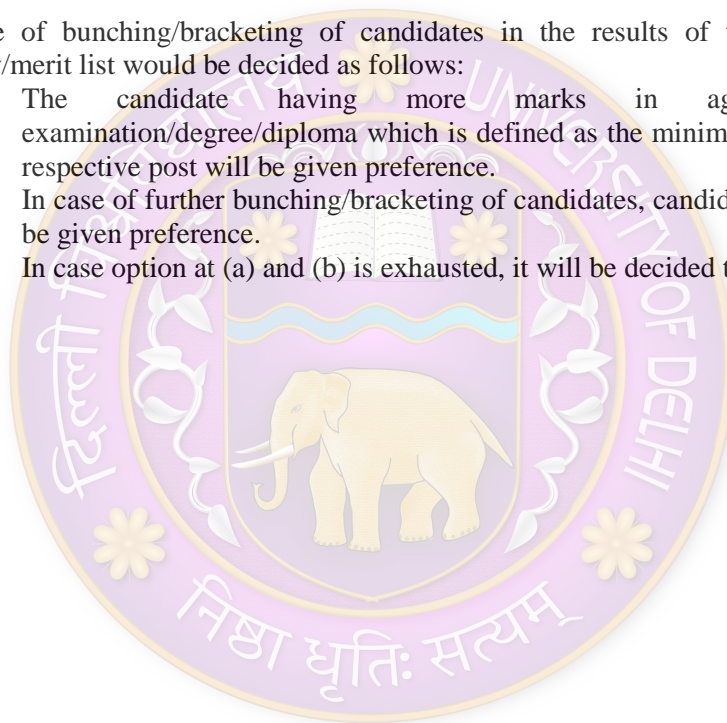 of bunching/bracketing of candidates in the results of
/merit list would be decided as follows:
The candidate having more marks in
examination/degree/diploma which is defined as the
respective post will be given preference.
In case of further bunching/bracketing of candidates,
be given preference.
In case option at (a) and (b) is exhausted, it will be decided
दिल्ली विश्वविद्यालय
UNIVERSITY OF DELHI
निष्ठा धृतिः सत्यम्